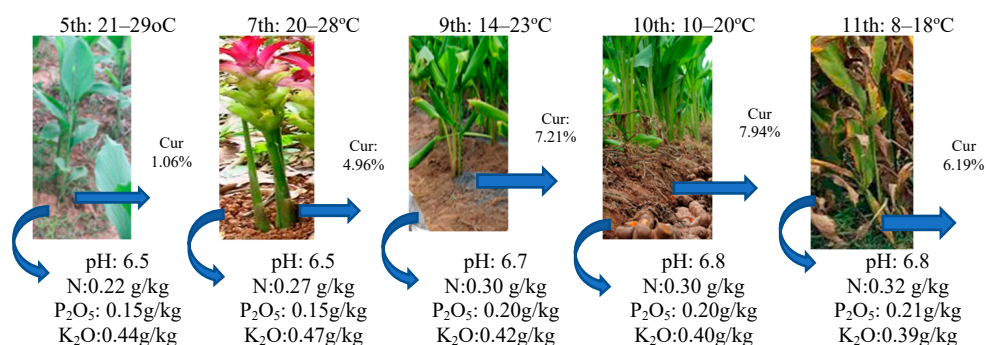 5th: 21–29oC
7th: 20–28ºC
9th: 14–23ºC
10th: 10–20ºC
11th: 8–18ºC
Cur
1.06%
Cur:
4.96%
Cur:
7.21%
Cur
7.94%
Cur
6.19%
pH: 6.5
N:0.22 g/kg
P₂O₅: 0.15g/kg
K₂O:0.44g/kg
pH: 6.5
N:0.27 g/kg
P₂O₅: 0.15g/kg
K₂O:0.47g/kg
pH: 6.7
N:0.30 g/kg
P₂O₅: 0.20g/kg
K₂O:0.42g/kg
pH: 6.8
N:0.30 g/kg
P₂O₅: 0.20g/kg
K₂O:0.40g/kg
pH: 6.8
N:0.32 g/kg
P₂O₅: 0.21g/kg
K₂O:0.39g/kg